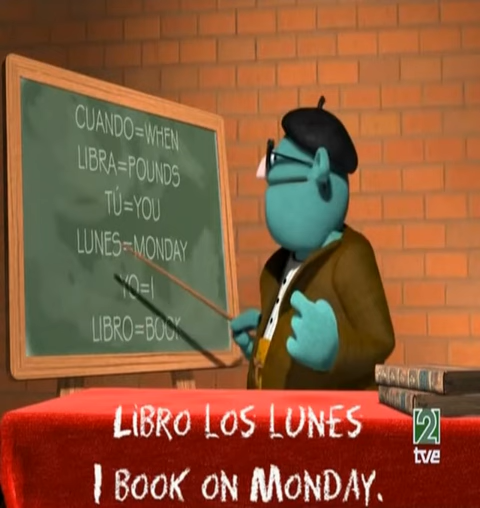 CUANDO=WHEN
LIBRA=POUNDS
TÚ=YOU
LUNES=MONDAY
YO=I
LIBRO=BOOK
LIBRO LOS LUNES
I BOOK ON MONDAY.
2
tve